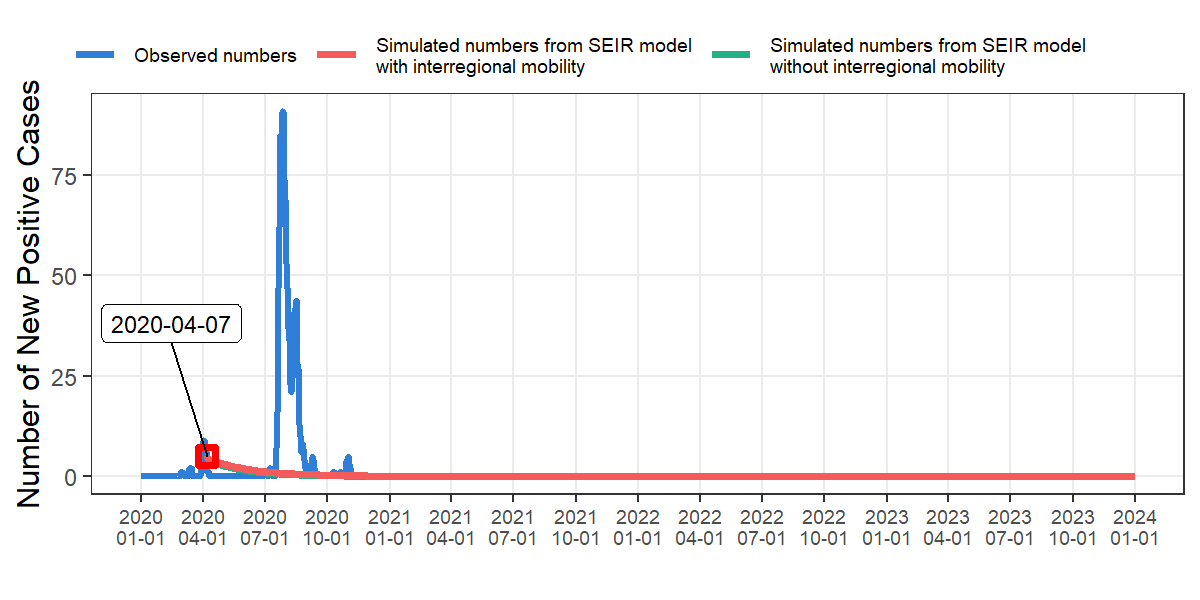 Observed numbers
Simulated numbers from SEIR model
with interregional mobility
Simulated numbers from SEIR model
without interregional mobility
Number of New Positive Cases
75
50
25
0
2020-04-07
2020 2020 2020 2020 2021 2021 2021 2021 2022 2022 2022 2022 2023 2023 2023 2023 2024
01-01 04-01 07-01 10-01 01-01 04-01 07-01 10-01 01-01 04-01 07-01 10-01 01-01 04-01 07-01 10-01 01-01